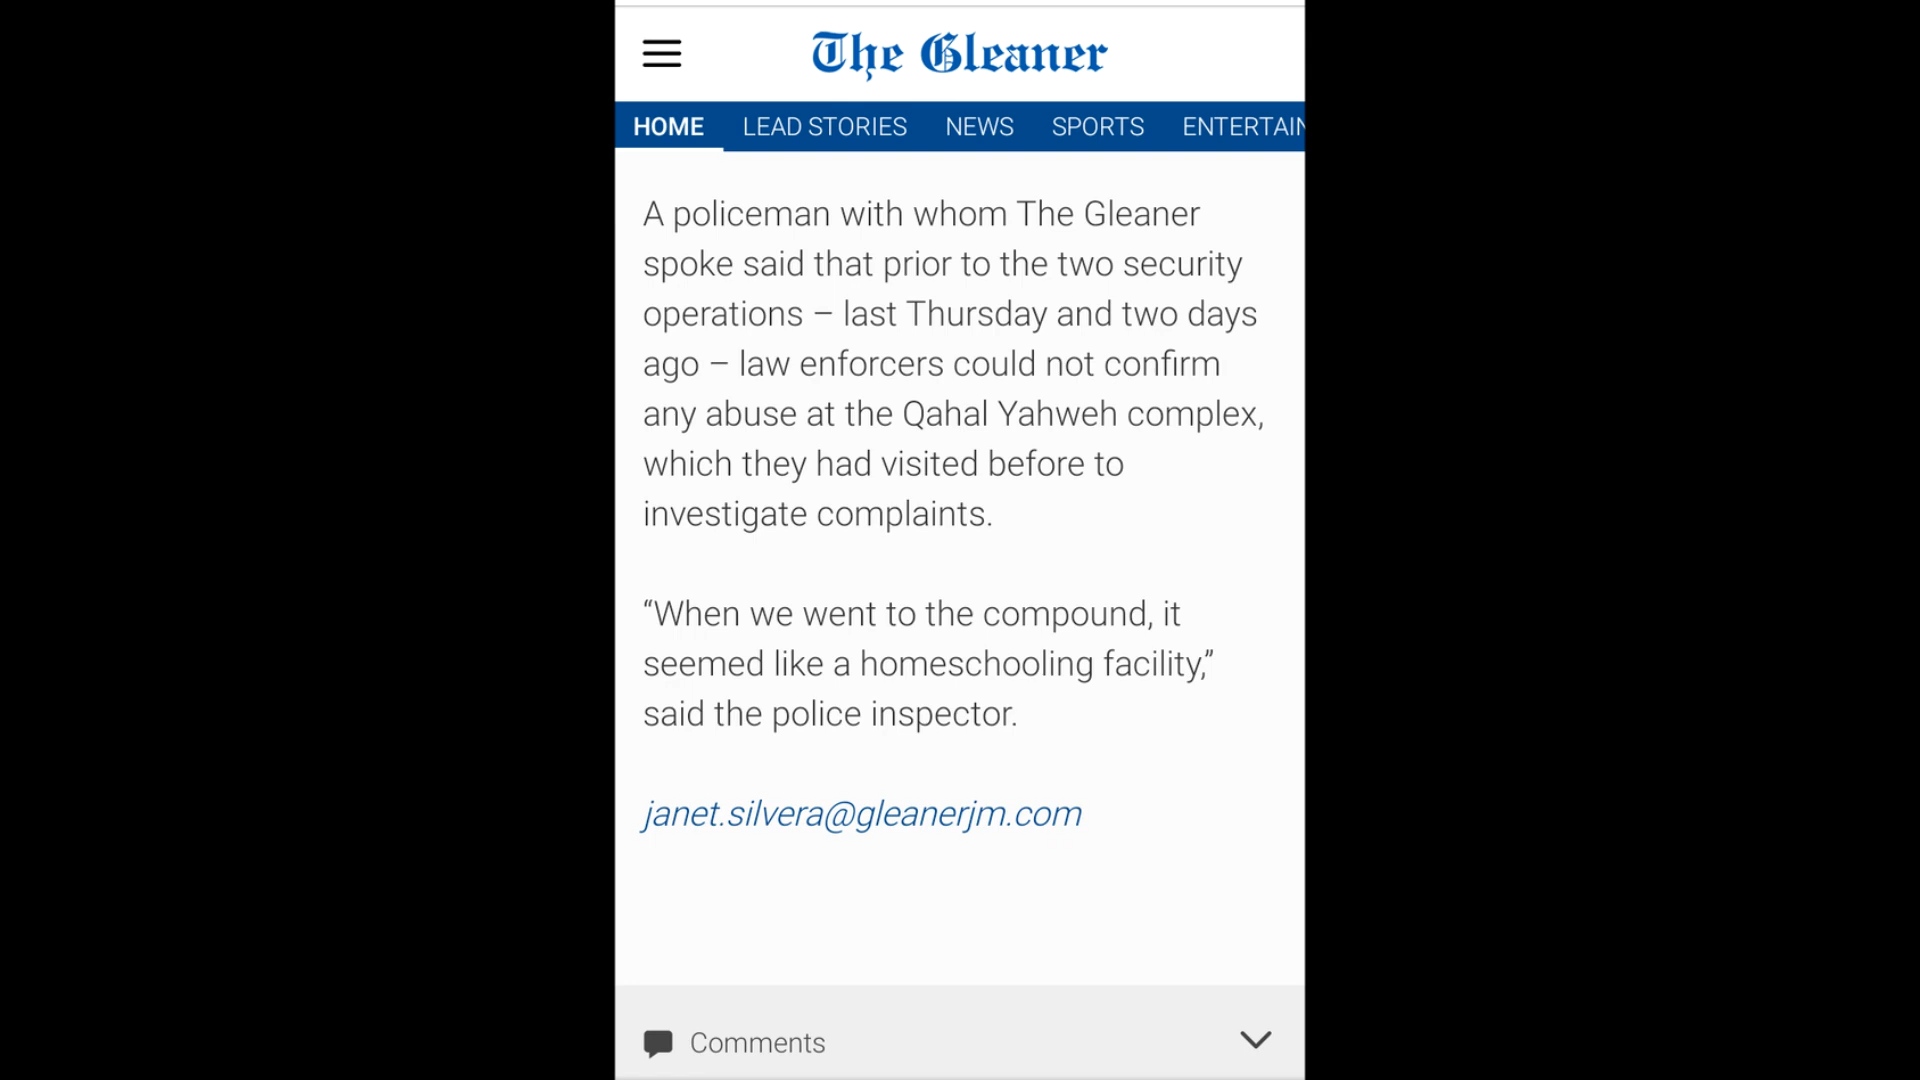 The Gleaner
HOME LEAD STORIES NEWS SPORTS ENTERTAIN
A policeman with whom The Gleaner
spoke said that prior to the two security
operations – last Thursday and two days
ago – law enforcers could not confirm
any abuse at the Qahal Yahweh complex,
which they had visited before to
investigate complaints.
“When we went to the compound, it
seemed like a homeschooling facility,”
said the police inspector.
janet.silvera@gleanerjm.com
Comments